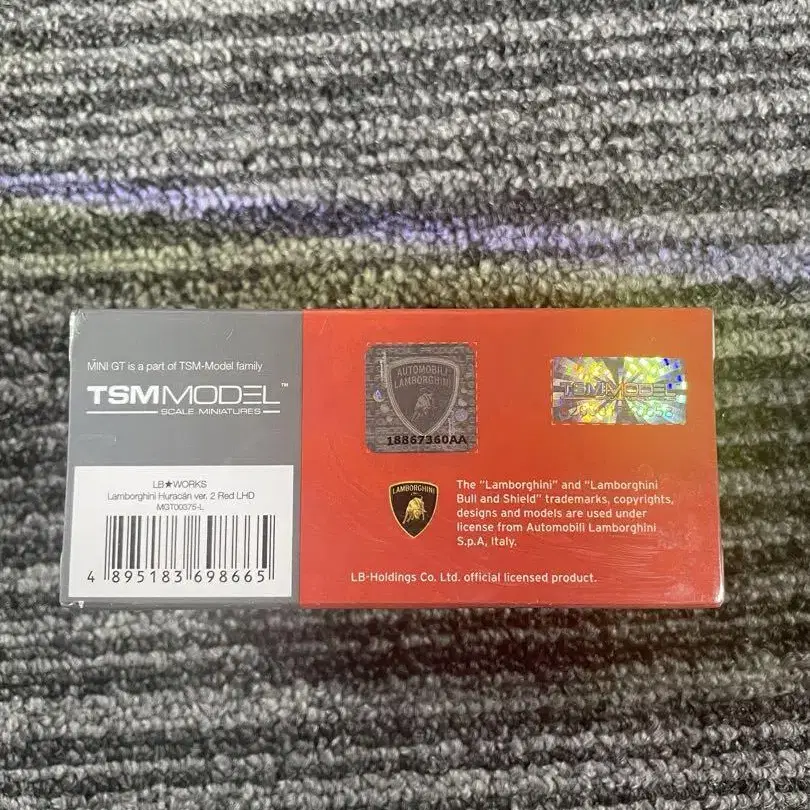 MINI GT is a part of TSM-Model family
TSMMODEL™
SCALE MINIATURES
LB★WORKS
Lamborghini Huracán ver. 2 Red LHD
MGT00375-L
4 895183 698665
AUTOMOBILI
LAMBORGHINI
18867360AA
TSMMODEL
LAMBORGHINI
The "Lamborghini" and "Lamborghini
Bull and Shield" trademarks, copyrights,
designs and models are used under
license from Automobili Lamborghini
S.p.A, Italy.
LB-Holdings Co. Ltd. official licensed product.